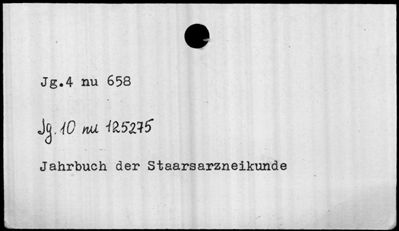 Jg.4 nu 658
Jg. 10 nu 125275
Jahrbuch der Staarsarzneikunde